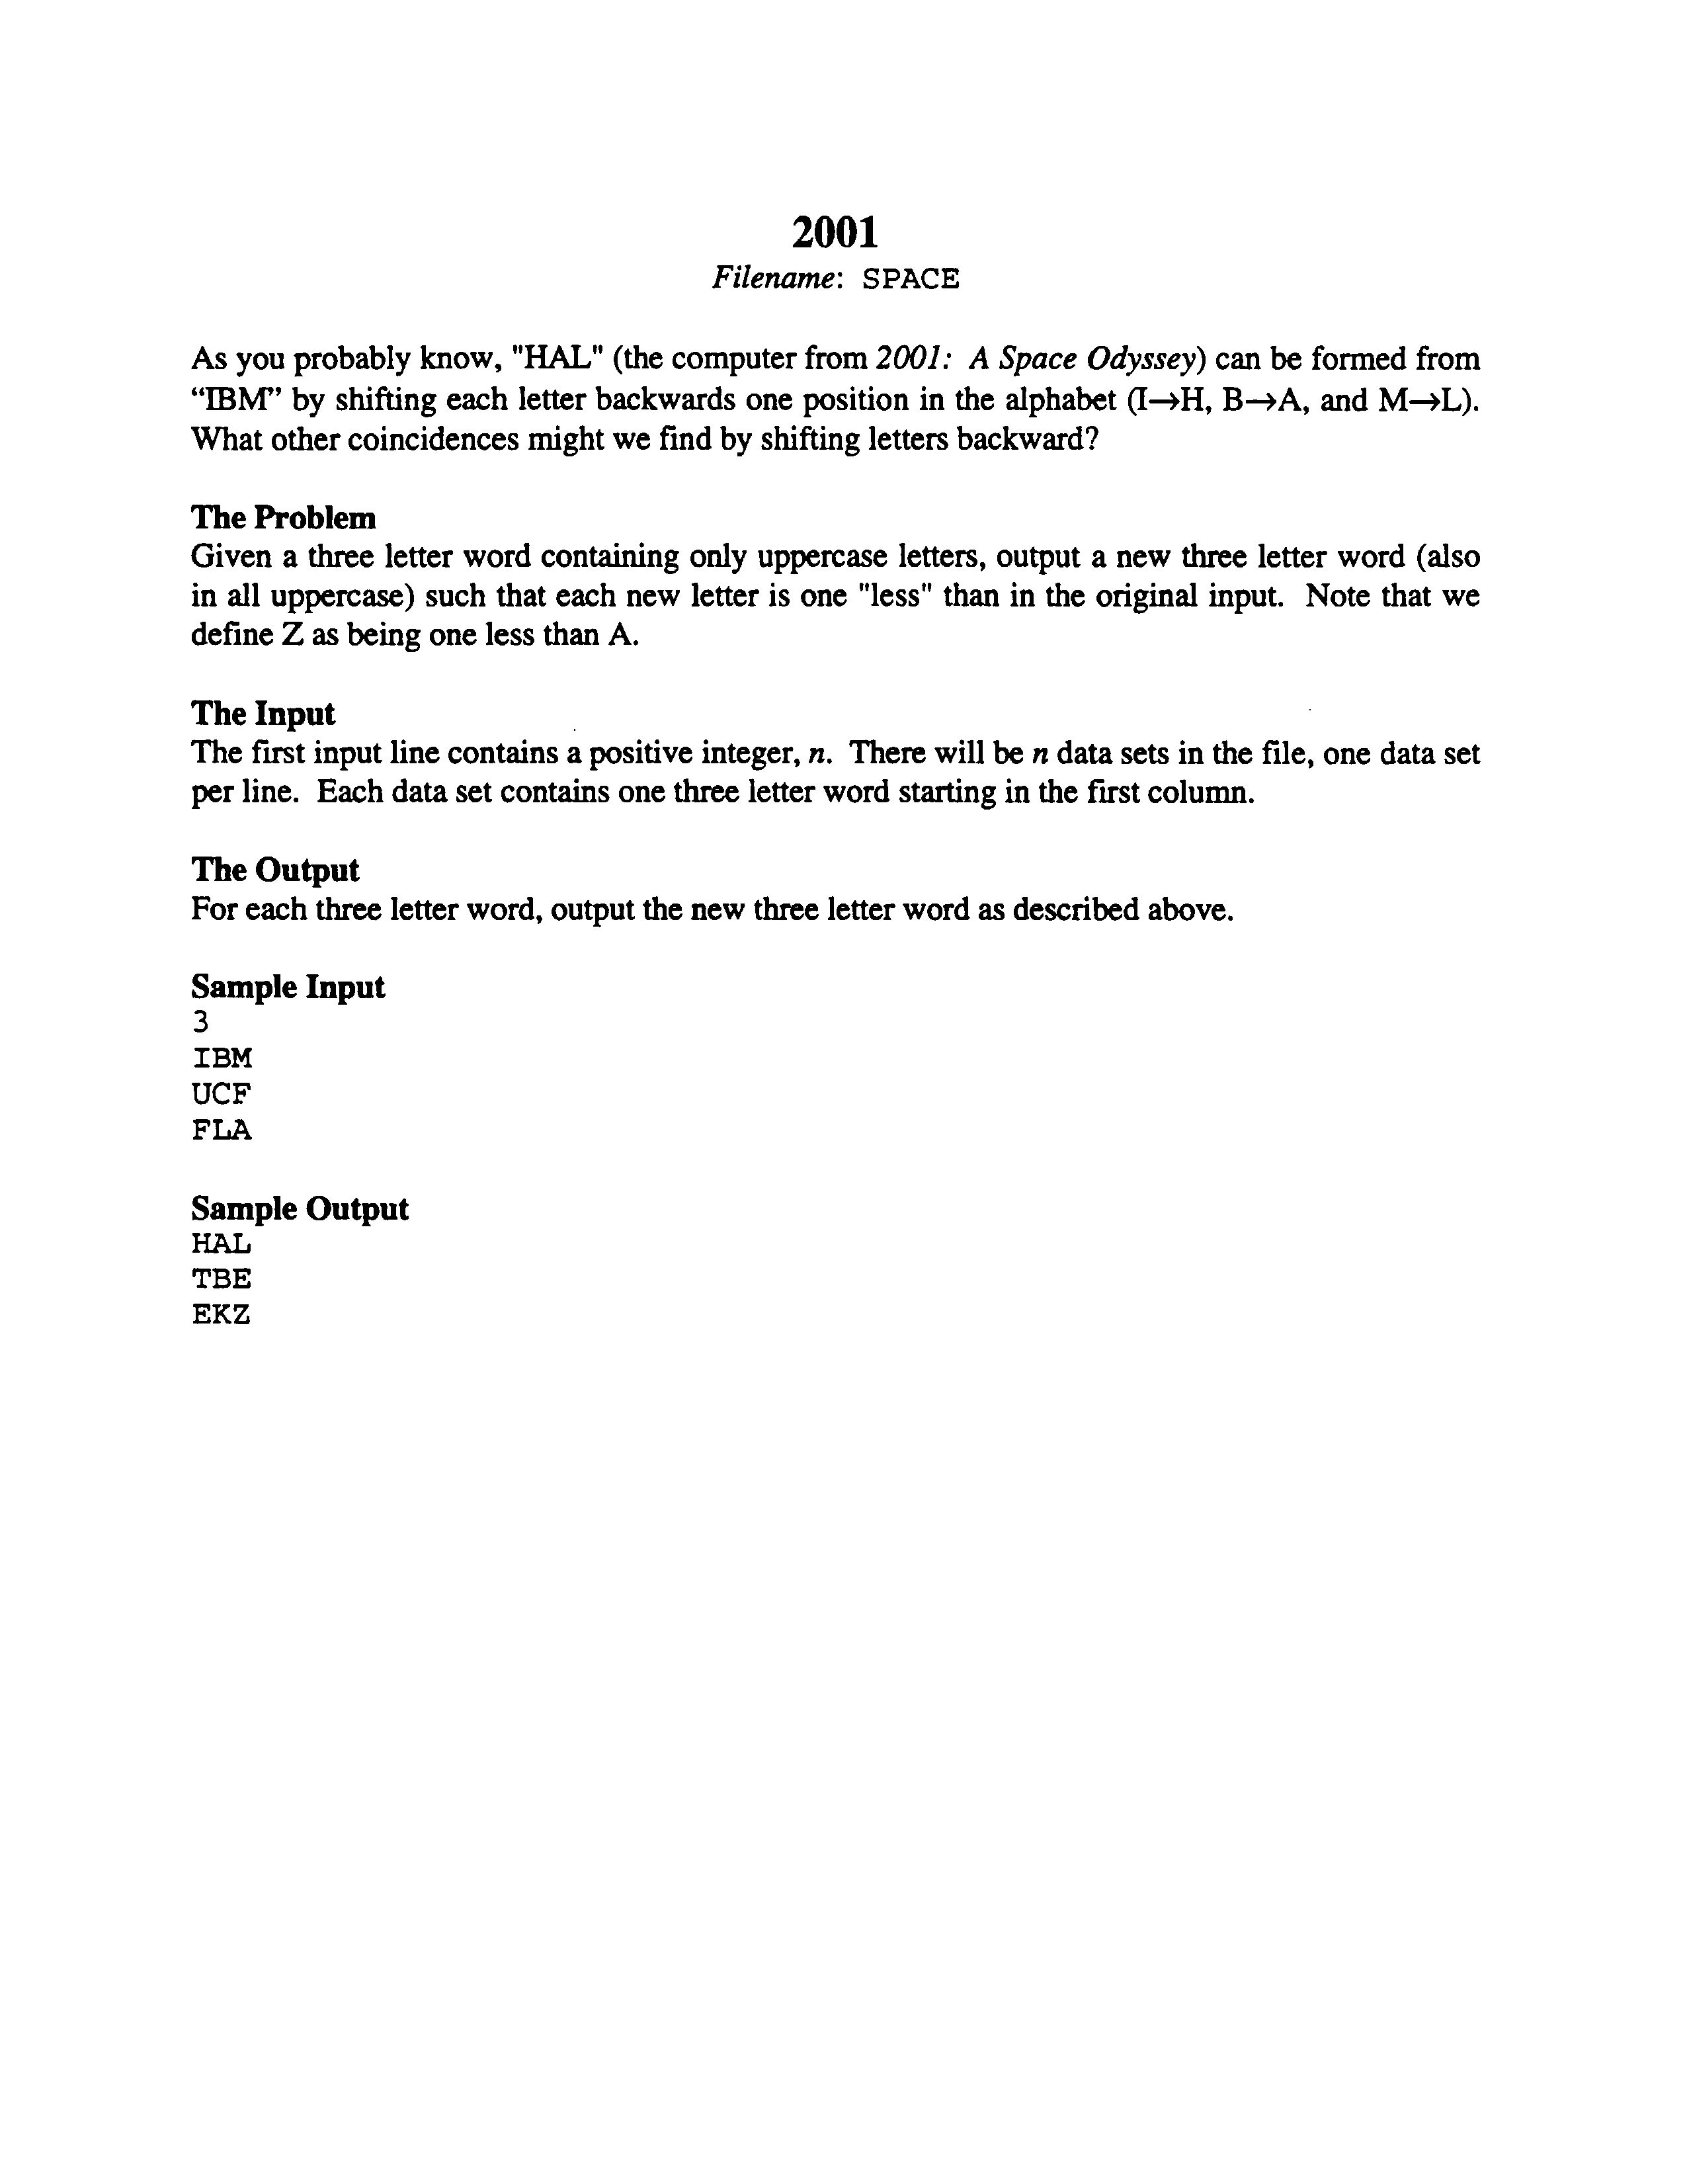 2001
Filename: SPACE
As you probably know, "HAL" (the computer from 2001: A Space Odyssey) can be formed from
“IBM” by shifting each letter backwards one position in the alphabet (I→H, B→A, and M→L).
What other coincidences might we find by shifting letters backward?
The Problem
Given a three letter word containing only uppercase letters, output a new three letter word (also
in all uppercase) such that each new letter is one "less" than in the original input. Note that we
define Z as being one less than A.
The Input
The first input line contains a positive integer, n. There will be n data sets in the file, one data set
per line. Each data set contains one three letter word starting in the first column.
The Output
For each three letter word, output the new three letter word as described above.
Sample Input
3
IBM
UCF
FLA
Sample Output
HAL
TBE
EKZ